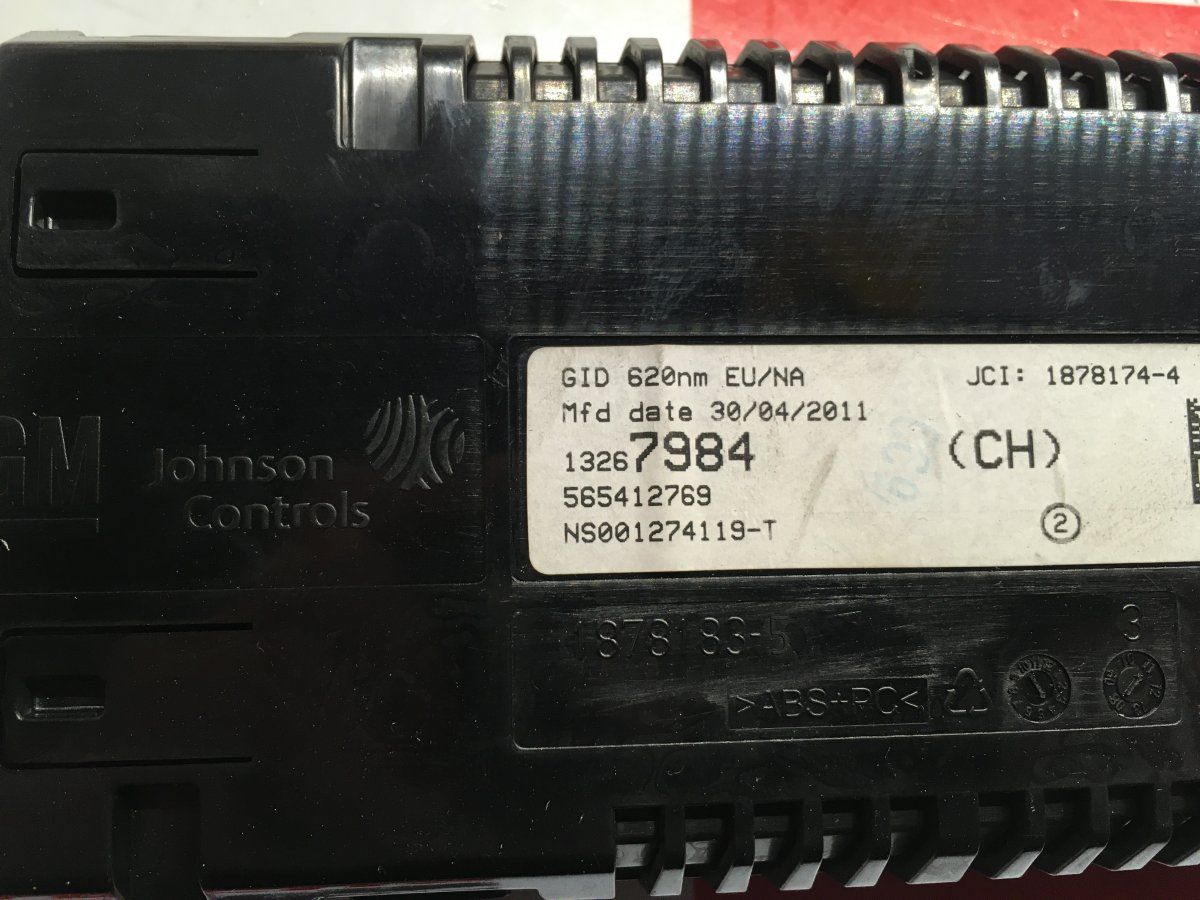 GID 620nm EU/NA JCI: 1878174-4
Mfd date 30/04/2011
13267984 (CH)
565412769
NS001274119-T 2
GM
Johnson
Controls
1878183-5 3
>ABS+PC<